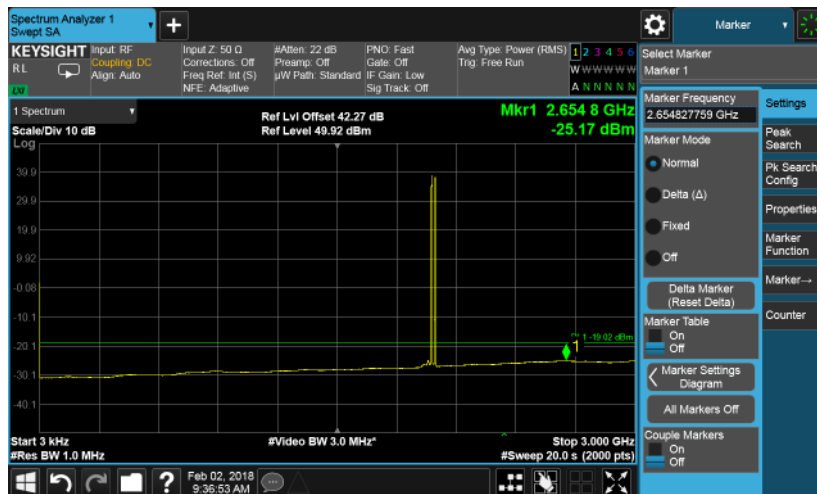 Spectrum Analyzer 1
Swept SA
Marker
KEYSIGHT
RL
LXI
Input: RF
Coupling: DC
Align: Auto
Input Z: 50 Ω
Corrections: Off
Freq Ref: Int (S)
NFE: Adaptive
#Atten: 22 dB
Preamp: Off
µW Path: Standard
PNO: Fast
Gate: Off
IF Gain: Low
Sig Track: Off
Avg Type: Power (RMS)
Trig: Free Run
1 2 3 4 5 6
W W W W W W
A N N N N N
Select Marker
Marker 1
1 Spectrum
Scale/Div 10 dB
Log
Ref Lvl Offset 42.27 dB
Ref Level 49.92 dBm
Mkr1 2.654 8 GHz
-25.17 dBm
39.9
29.9
19.9
9.92
-0.08
-10.1
-20.1
-30.1
-40.1
1 -19.02 dBm
1
Start 3 kHz
#Res BW 1.0 MHz
#Video BW 3.0 MHz*
Stop 3.000 GHz
#Sweep 20.0 s (2000 pts)
Marker Frequency
2.654827759 GHz
Marker Mode
Normal
Delta (Δ)
Fixed
Off
Delta Marker
(Reset Delta)
Marker Table
On
Off
Marker Settings
Diagram
All Markers Off
Couple Markers
On
Off
Settings
Peak
Search
Pk Search
Config
Properties
Marker
Function
Marker→
Counter
?
Feb 02, 2018
9:36:53 AM